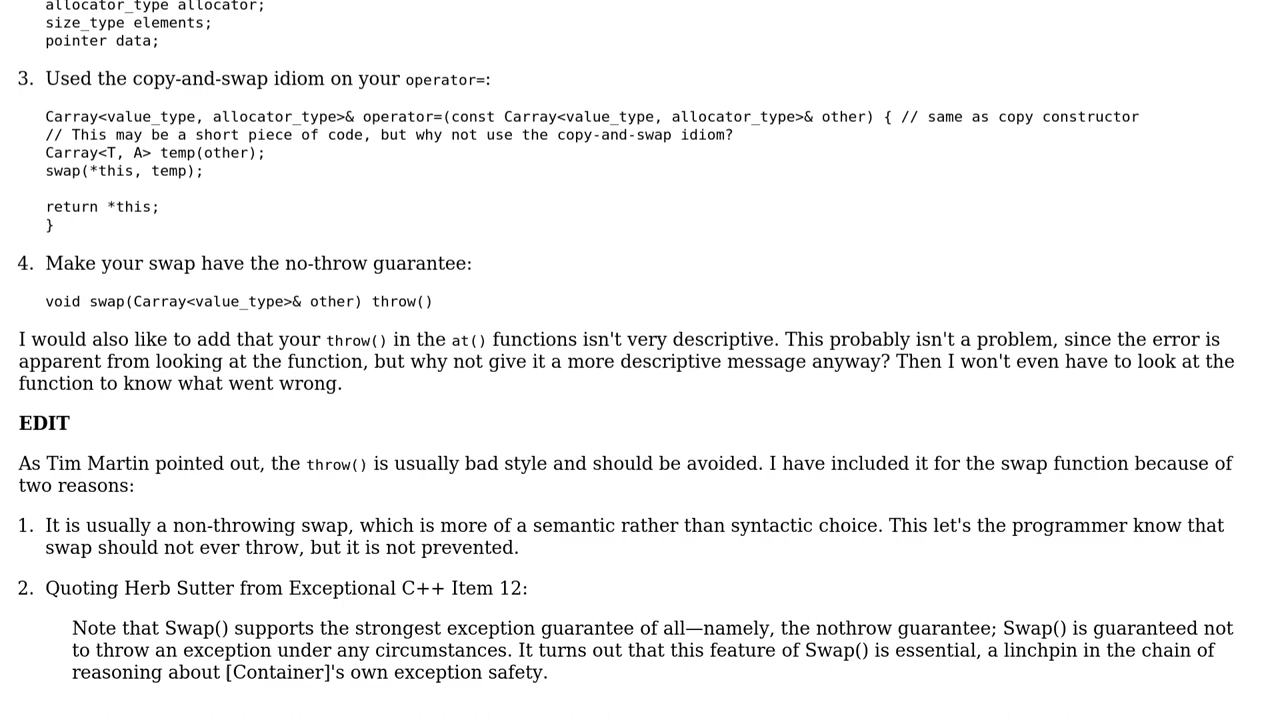 allocator_type allocator;
size_type elements;
pointer data;
3. Used the copy-and-swap idiom on your operator=:
Carray<value_type, allocator_type>& operator=(const Carray<value_type, allocator_type>& other) { // same as copy constructor
// This may be a short piece of code, but why not use the copy-and-swap idiom?
Carray<T, A> temp(other);
swap(*this, temp);
return *this;
}
4. Make your swap have the no-throw guarantee:
void swap(Carray<value_type>& other) throw()
I would also like to add that your throw() in the at() functions isn't very descriptive. This probably isn't a problem, since the error is
apparent from looking at the function, but why not give it a more descriptive message anyway? Then I won't even have to look at the
function to know what went wrong.
EDIT
As Tim Martin pointed out, the throw() is usually bad style and should be avoided. I have included it for the swap function because of
two reasons:
1. It is usually a non-throwing swap, which is more of a semantic rather than syntactic choice. This let's the programmer know that
swap should not ever throw, but it is not prevented.
2. Quoting Herb Sutter from Exceptional C++ Item 12:
Note that Swap() supports the strongest exception guarantee of all—namely, the nothrow guarantee; Swap() is guaranteed not
to throw an exception under any circumstances. It turns out that this feature of Swap() is essential, a linchpin in the chain of
reasoning about [Container]'s own exception safety.